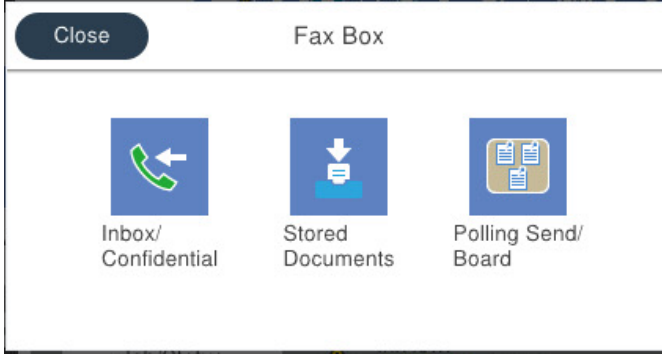 Close
Fax Box
Inbox/
Confidential
Stored
Documents
Polling Send/
Board